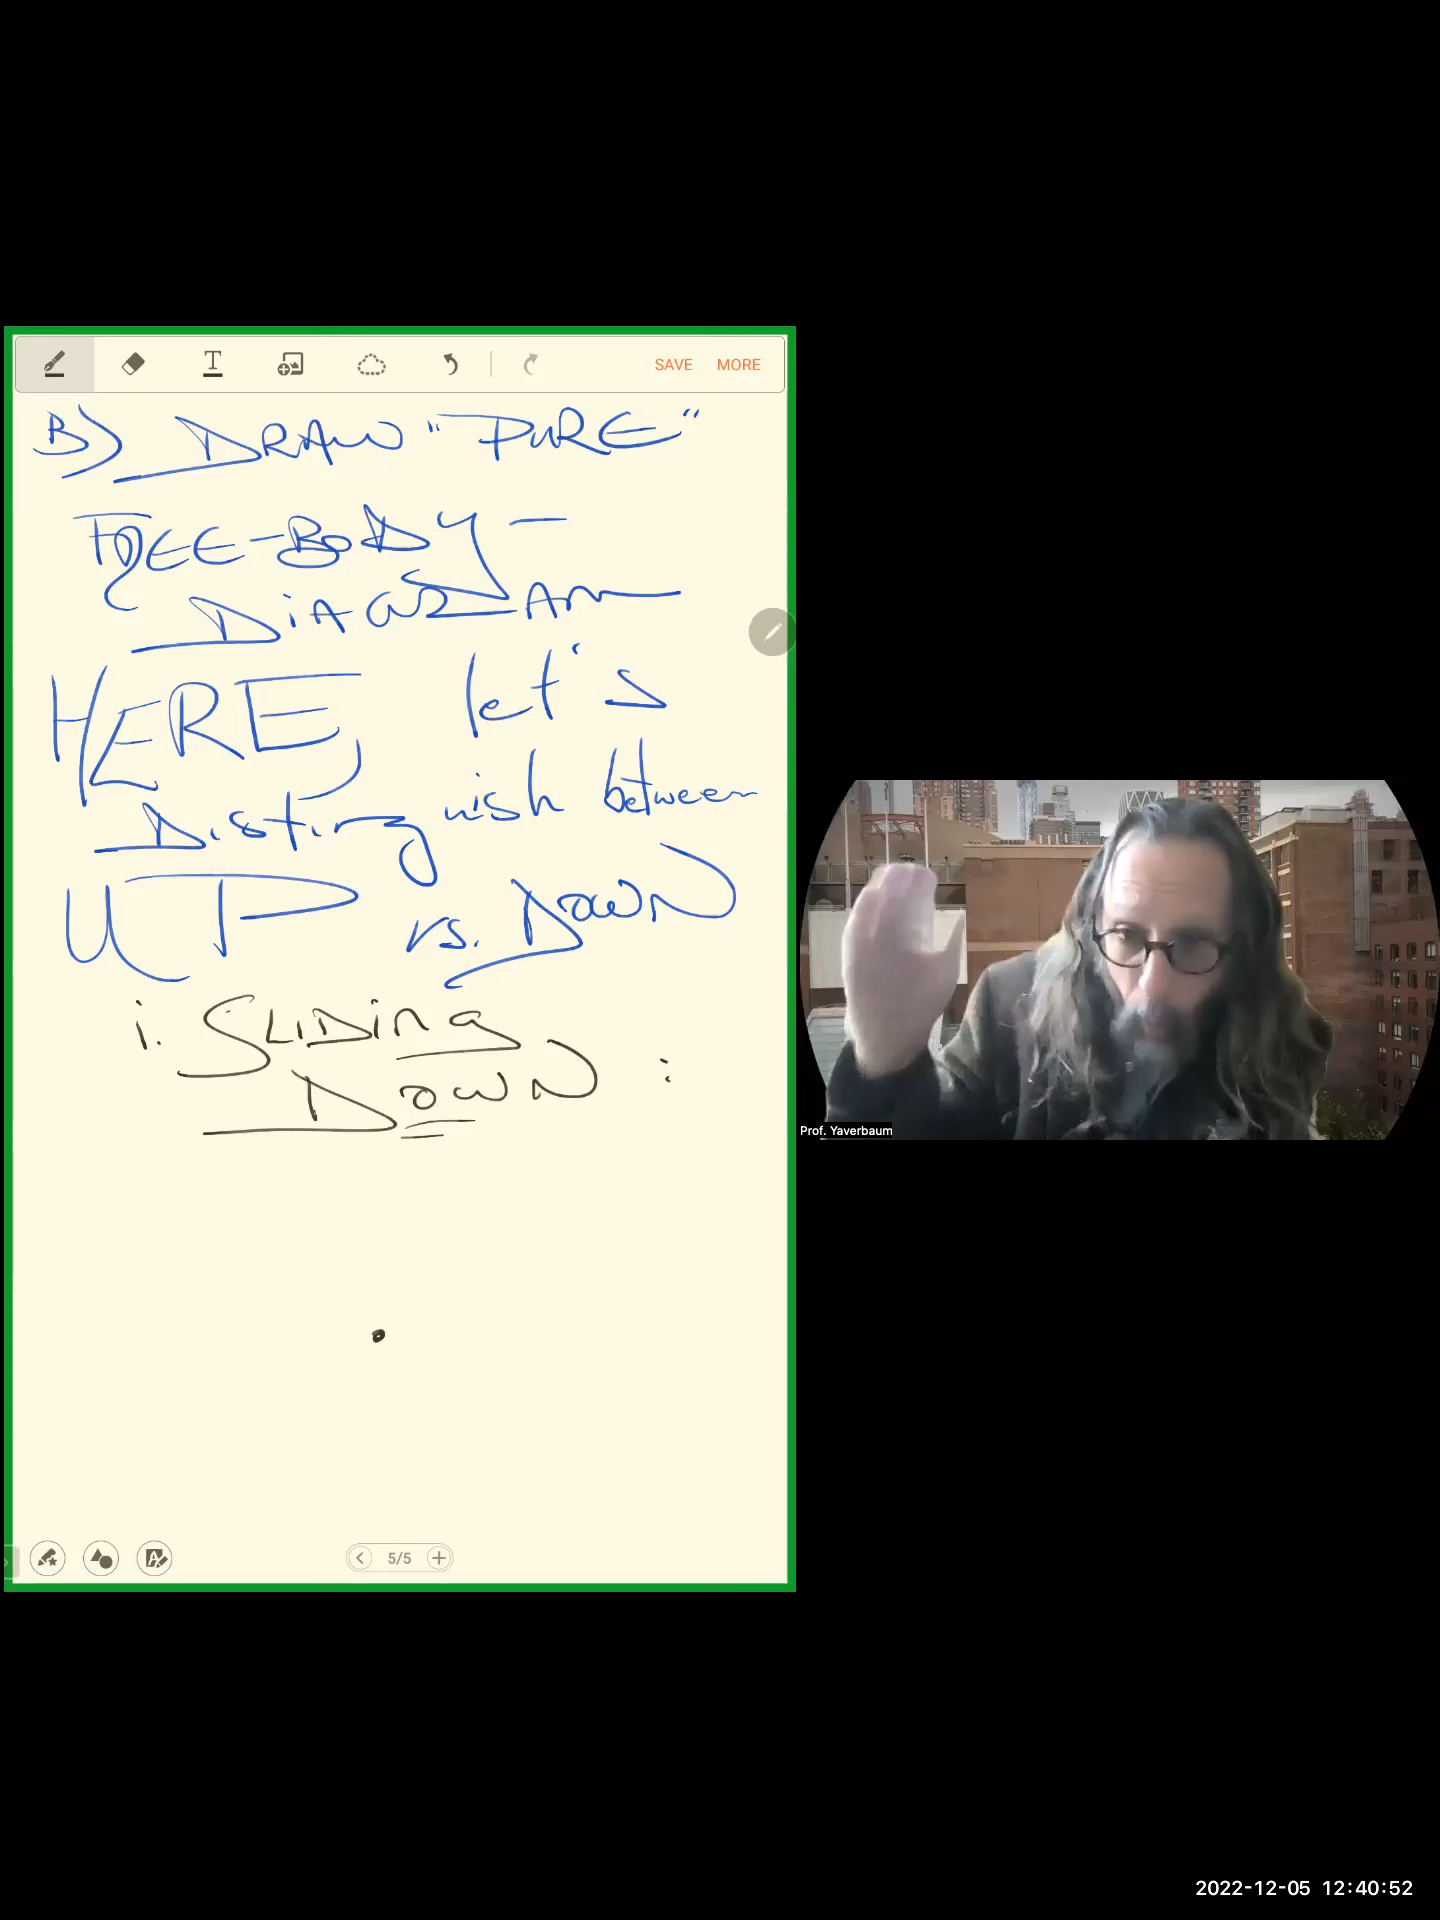 SAVE MORE
B) DRAW "PURE"
FREE-BODY-
DIAGRAM
HERE, let's
Distinguish between
UP vs. DOWN
i. SLIDING
DOWN :
Prof. Yaverbaum
5/5
2022-12-05 12:40:52